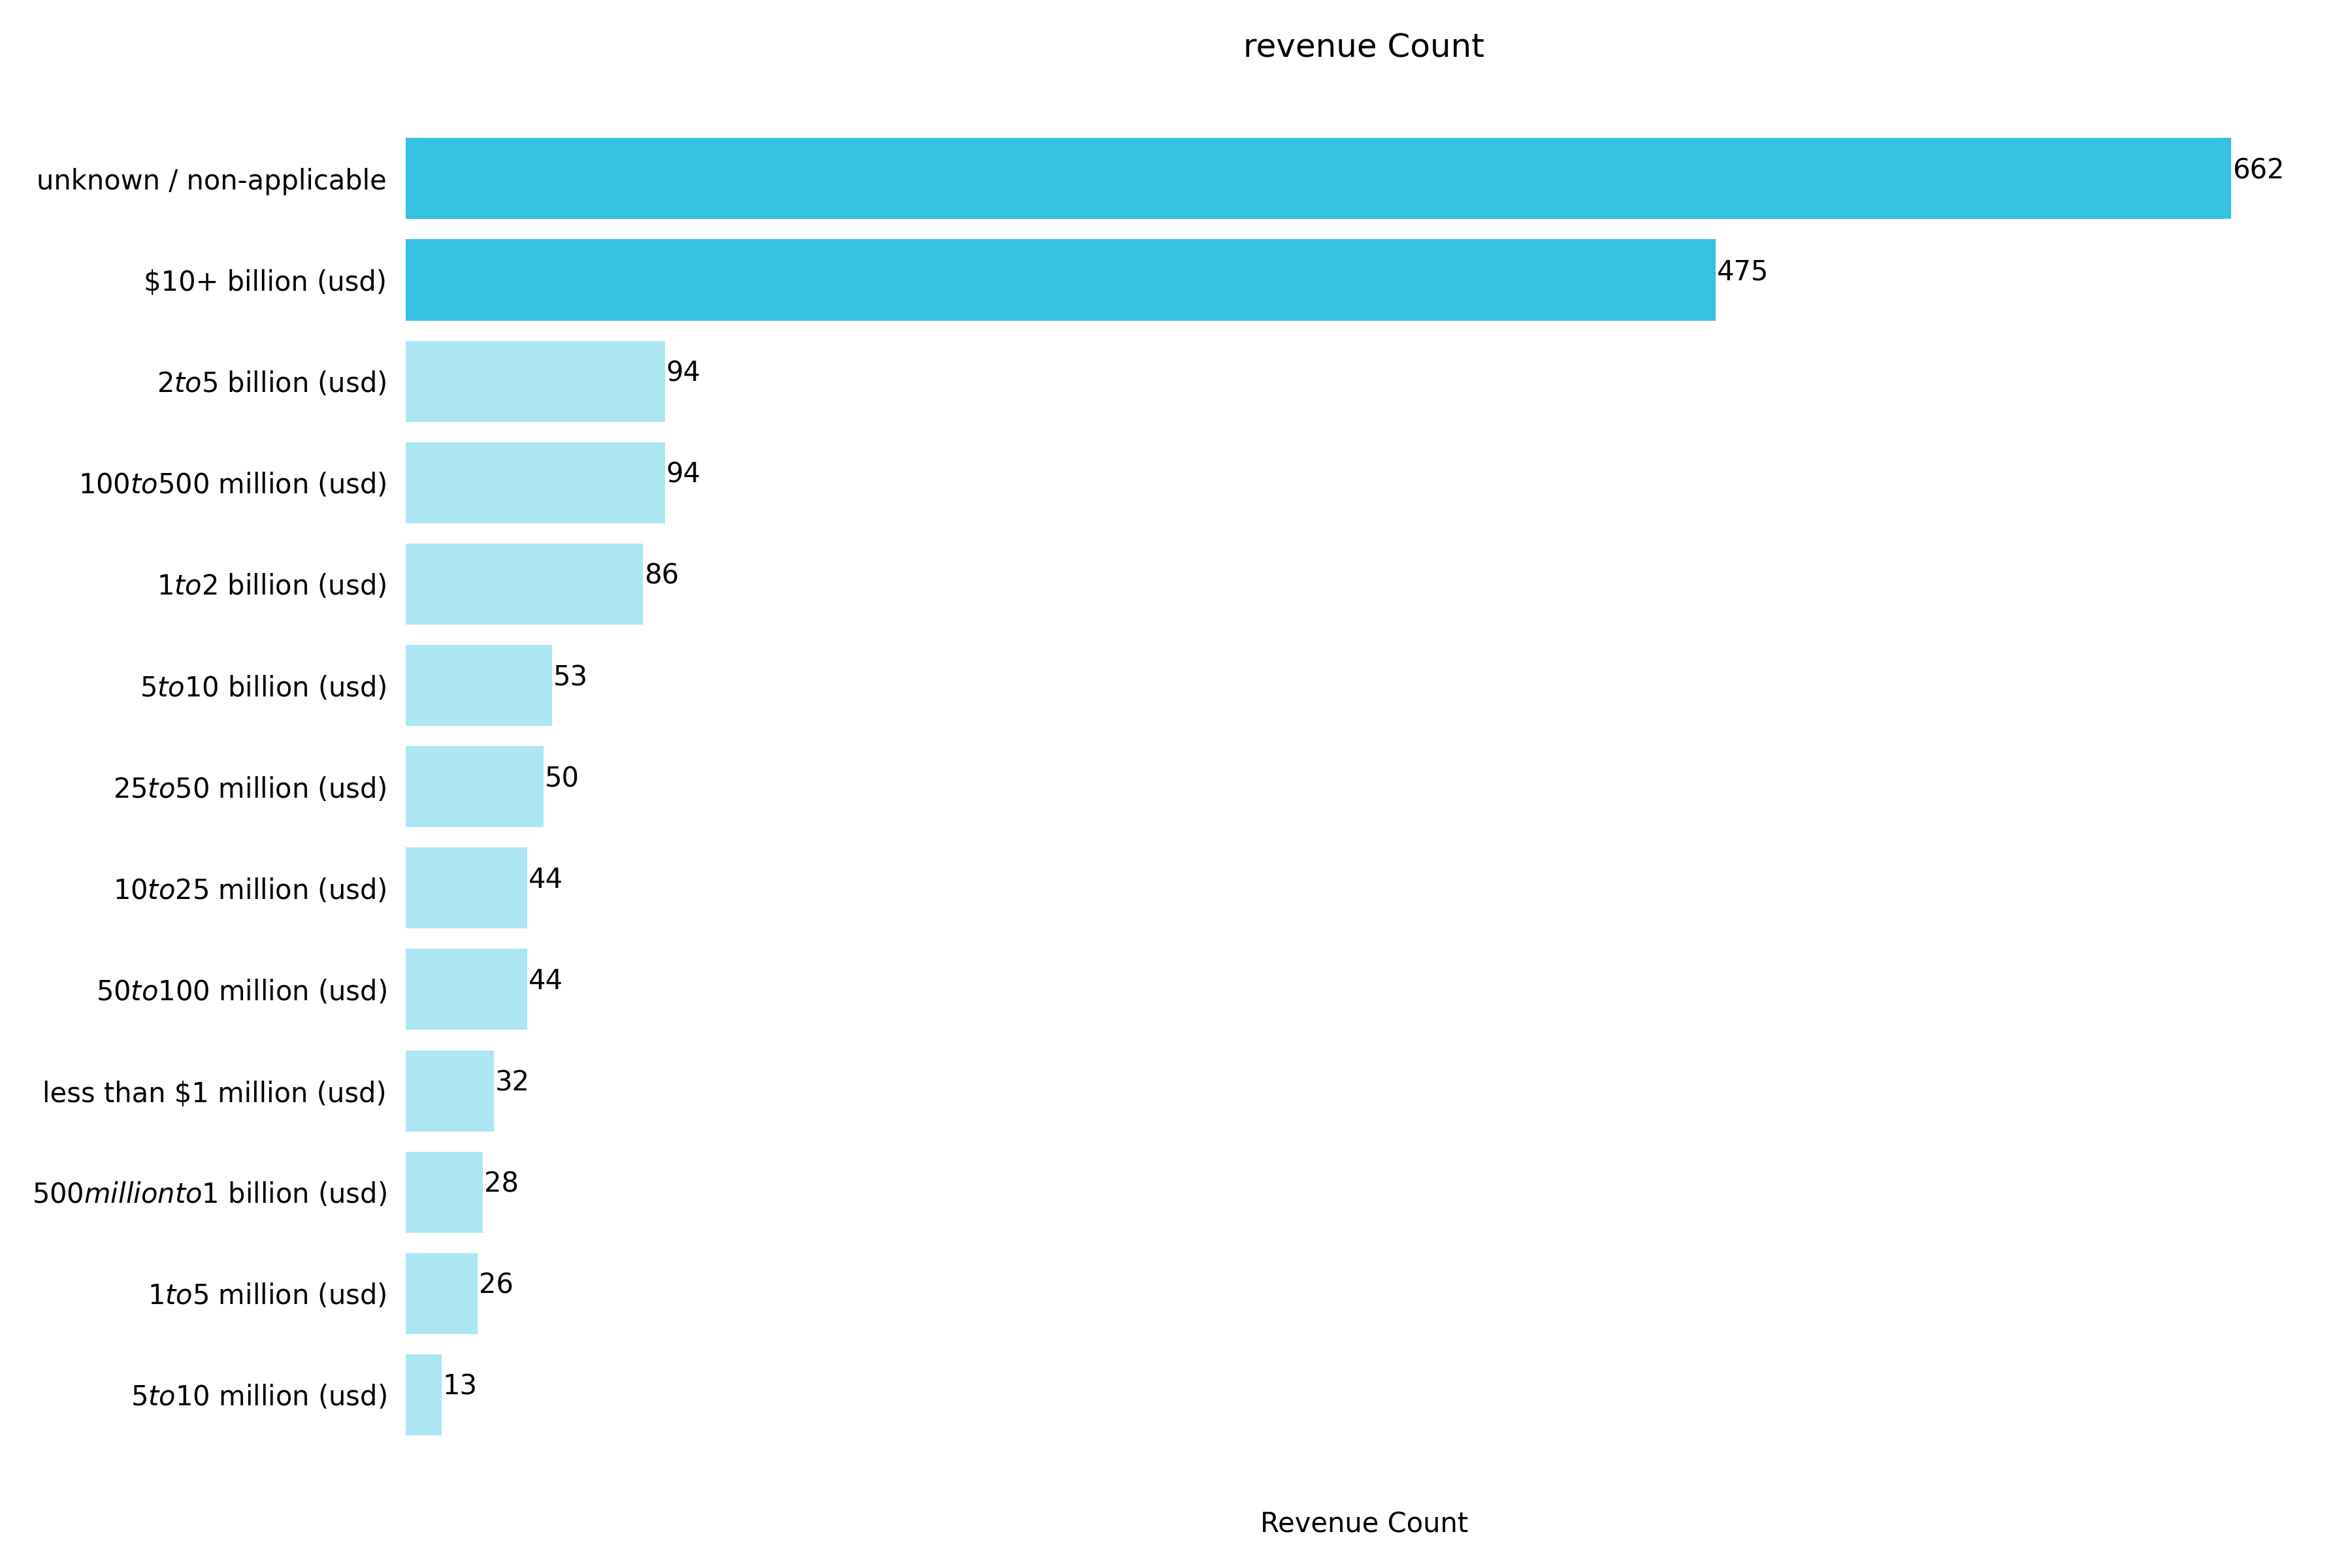 revenue Count
unknown / non-applicable 662
$10+ billion (usd) 475
2to5 billion (usd) 94
100to500 million (usd) 94
1to2 billion (usd) 86
5to10 billion (usd) 53
25to50 million (usd) 50
10to25 million (usd) 44
50to100 million (usd) 44
less than $1 million (usd) 32
500millionto1 billion (usd) 28
1to5 million (usd) 26
5to10 million (usd) 13
Revenue Count